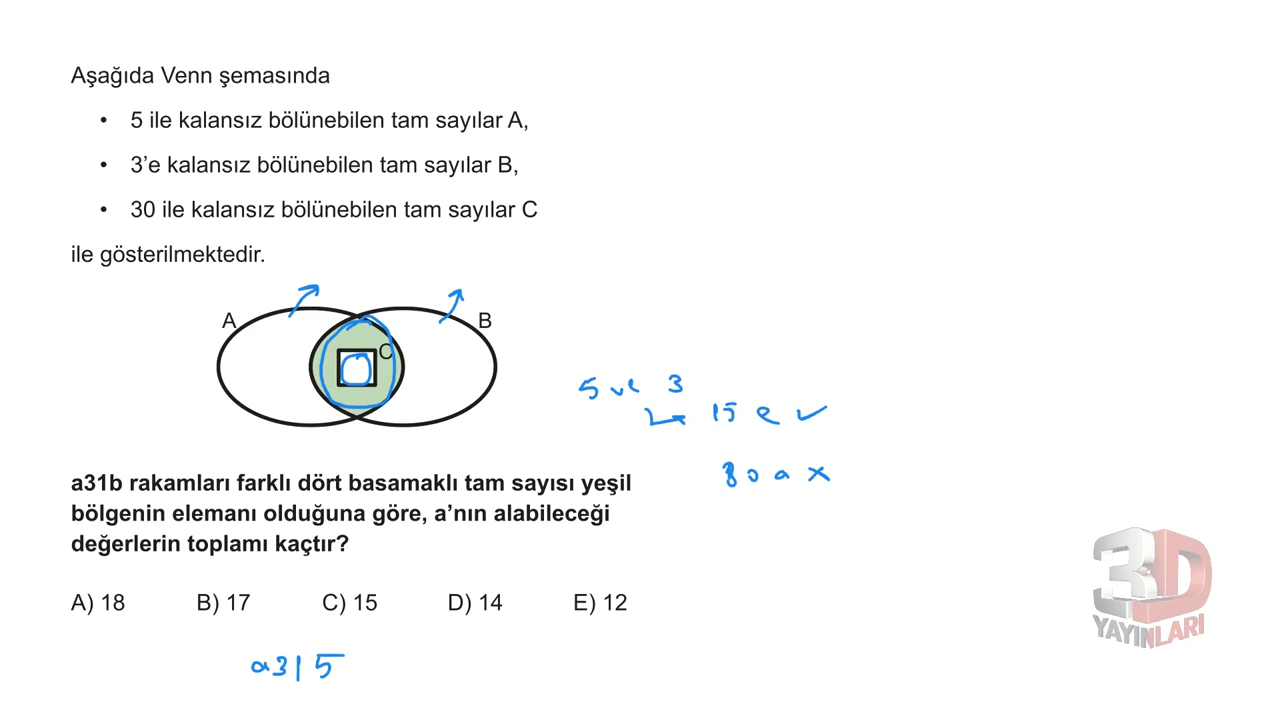 Aşağıda Venn şemasında
• 5 ile kalansız bölünebilen tam sayılar A,
• 3’e kalansız bölünebilen tam sayılar B,
• 30 ile kalansız bölünebilen tam sayılar C
ile gösterilmektedir.
A
B
C
5 ve 3
15 e ✓
30 a x
a31b rakamları farklı dört basamaklı tam sayısı yeşil
bölgenin elemanı olduğuna göre, a’nın alabileceği
değerlerin toplamı kaçtır?
A) 18 B) 17 C) 15 D) 14 E) 12
a315
3D
YAYINLARI